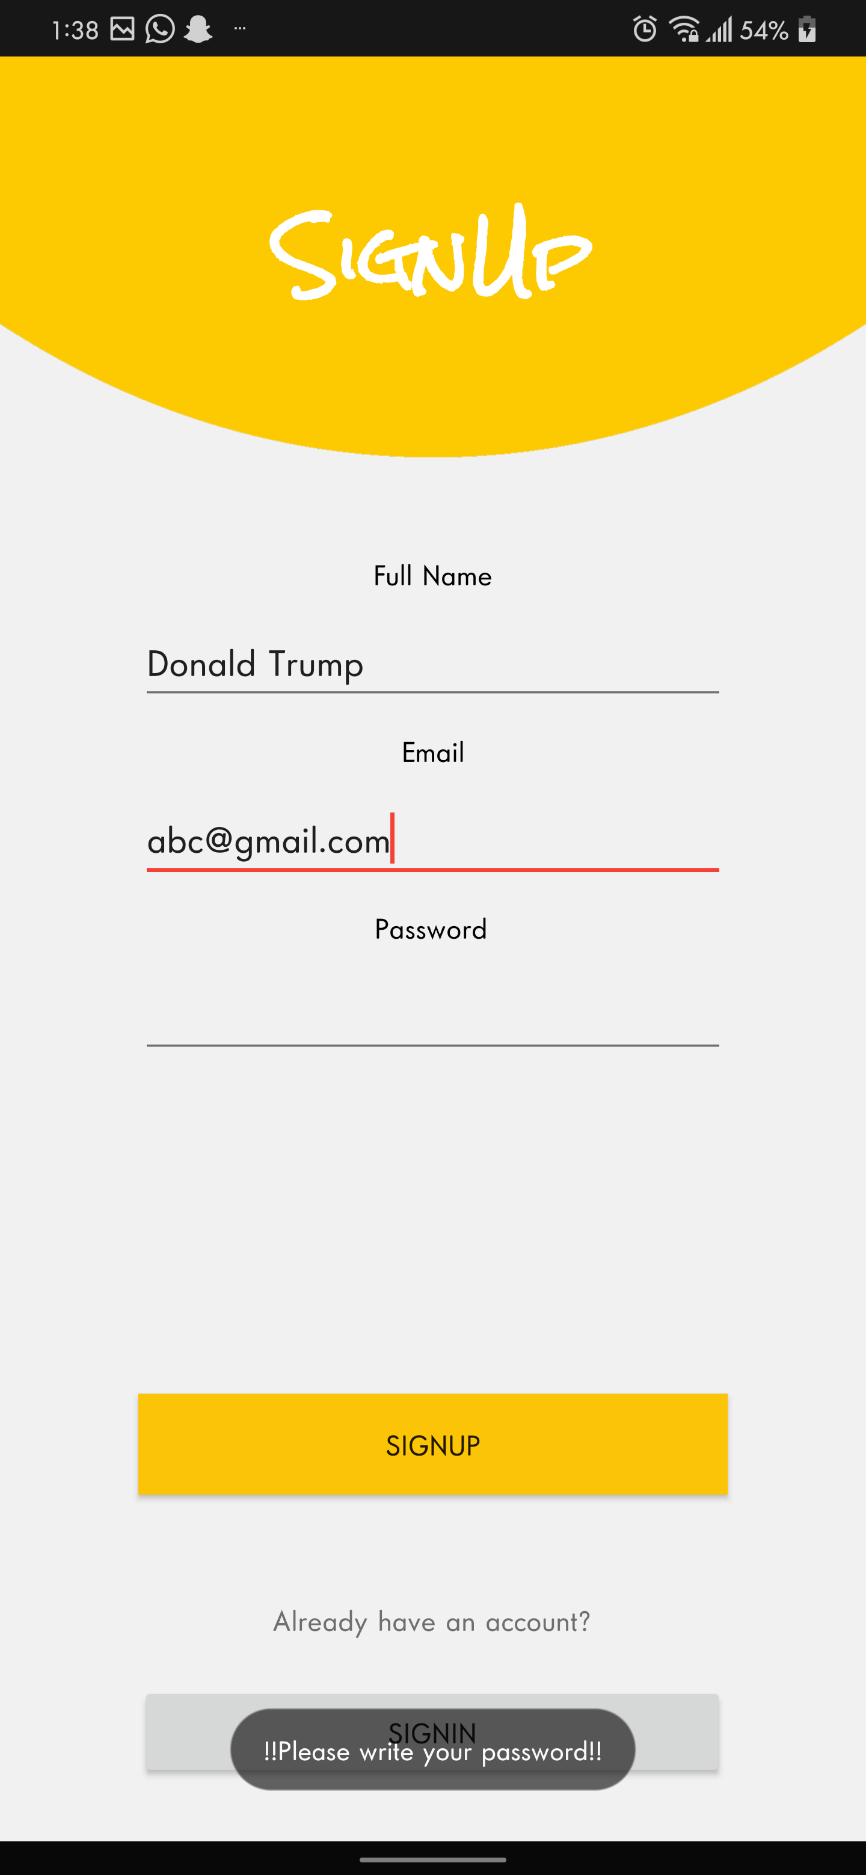 1:38 ... 54%
SignUp
Full Name
Donald Trump
Email
abc@gmail.com
Password
SIGNUP
Already have an account?
SIGNIN
!!Please write your password!!